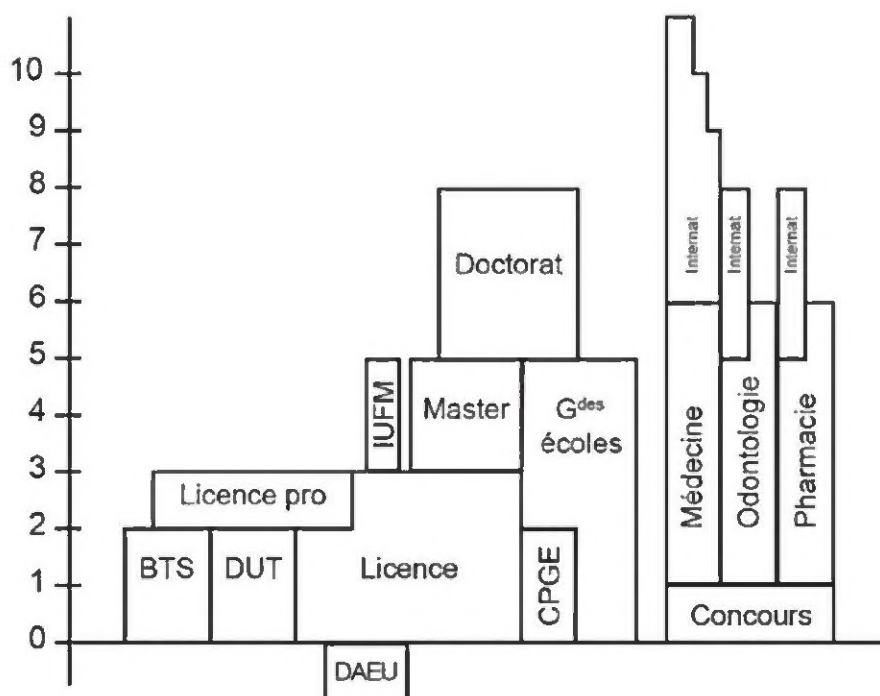 10
9
8
7
6
5
4
3
2
1
0
Doctorat
IUFM
Master
Gdes
écoles
Licence pro
BTS
DUT
Licence
CPGE
DAEU
Internat
Internat
Internat
Médecine
Odontologie
Pharmacie
Concours